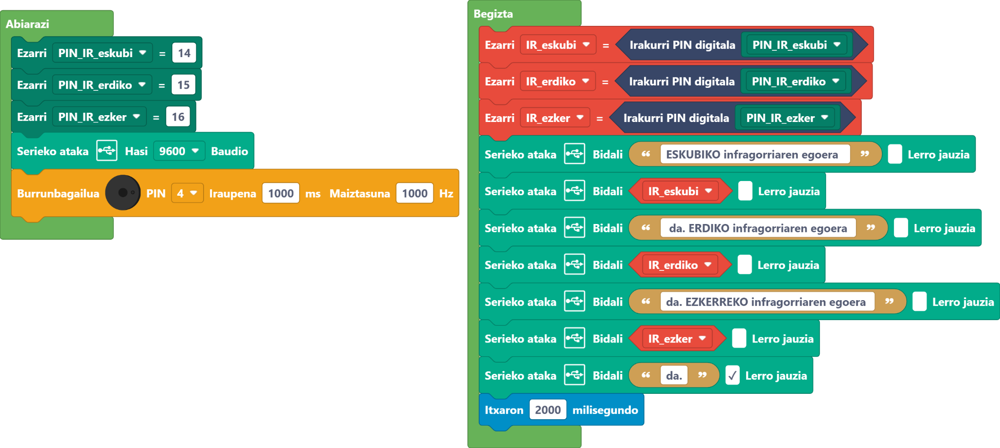 Abiarazi
Ezarri PIN_IR_eskubi = 14
Ezarri PIN_IR_erdiko = 15
Ezarri PIN_IR_ezker = 16
Serieko ataka Hasi 9600 Baudio
Burrunbagailua PIN 4 Iraupena 1000 ms Maiztasuna 1000 Hz
Begizta
Ezarri IR_eskubi = Irakurri PIN digitala PIN_IR_eskubi
Ezarri IR_erdiko = Irakurri PIN digitala PIN_IR_erdiko
Ezarri IR_ezker = Irakurri PIN digitala PIN_IR_ezker
Serieko ataka Bidali “ ESKUBIKO infragorriaren egoera ” Lerro jauzia
Serieko ataka Bidali IR_eskubi Lerro jauzia
Serieko ataka Bidali “ da. ERDIKO infragorriaren egoera ” Lerro jauzia
Serieko ataka Bidali IR_erdiko Lerro jauzia
Serieko ataka Bidali “ da. EZKERREKO infragorriaren egoera ” Lerro jauzia
Serieko ataka Bidali IR_ezker Lerro jauzia
Serieko ataka Bidali “ da. ” ✓ Lerro jauzia
Itxaron 2000 milisegundo